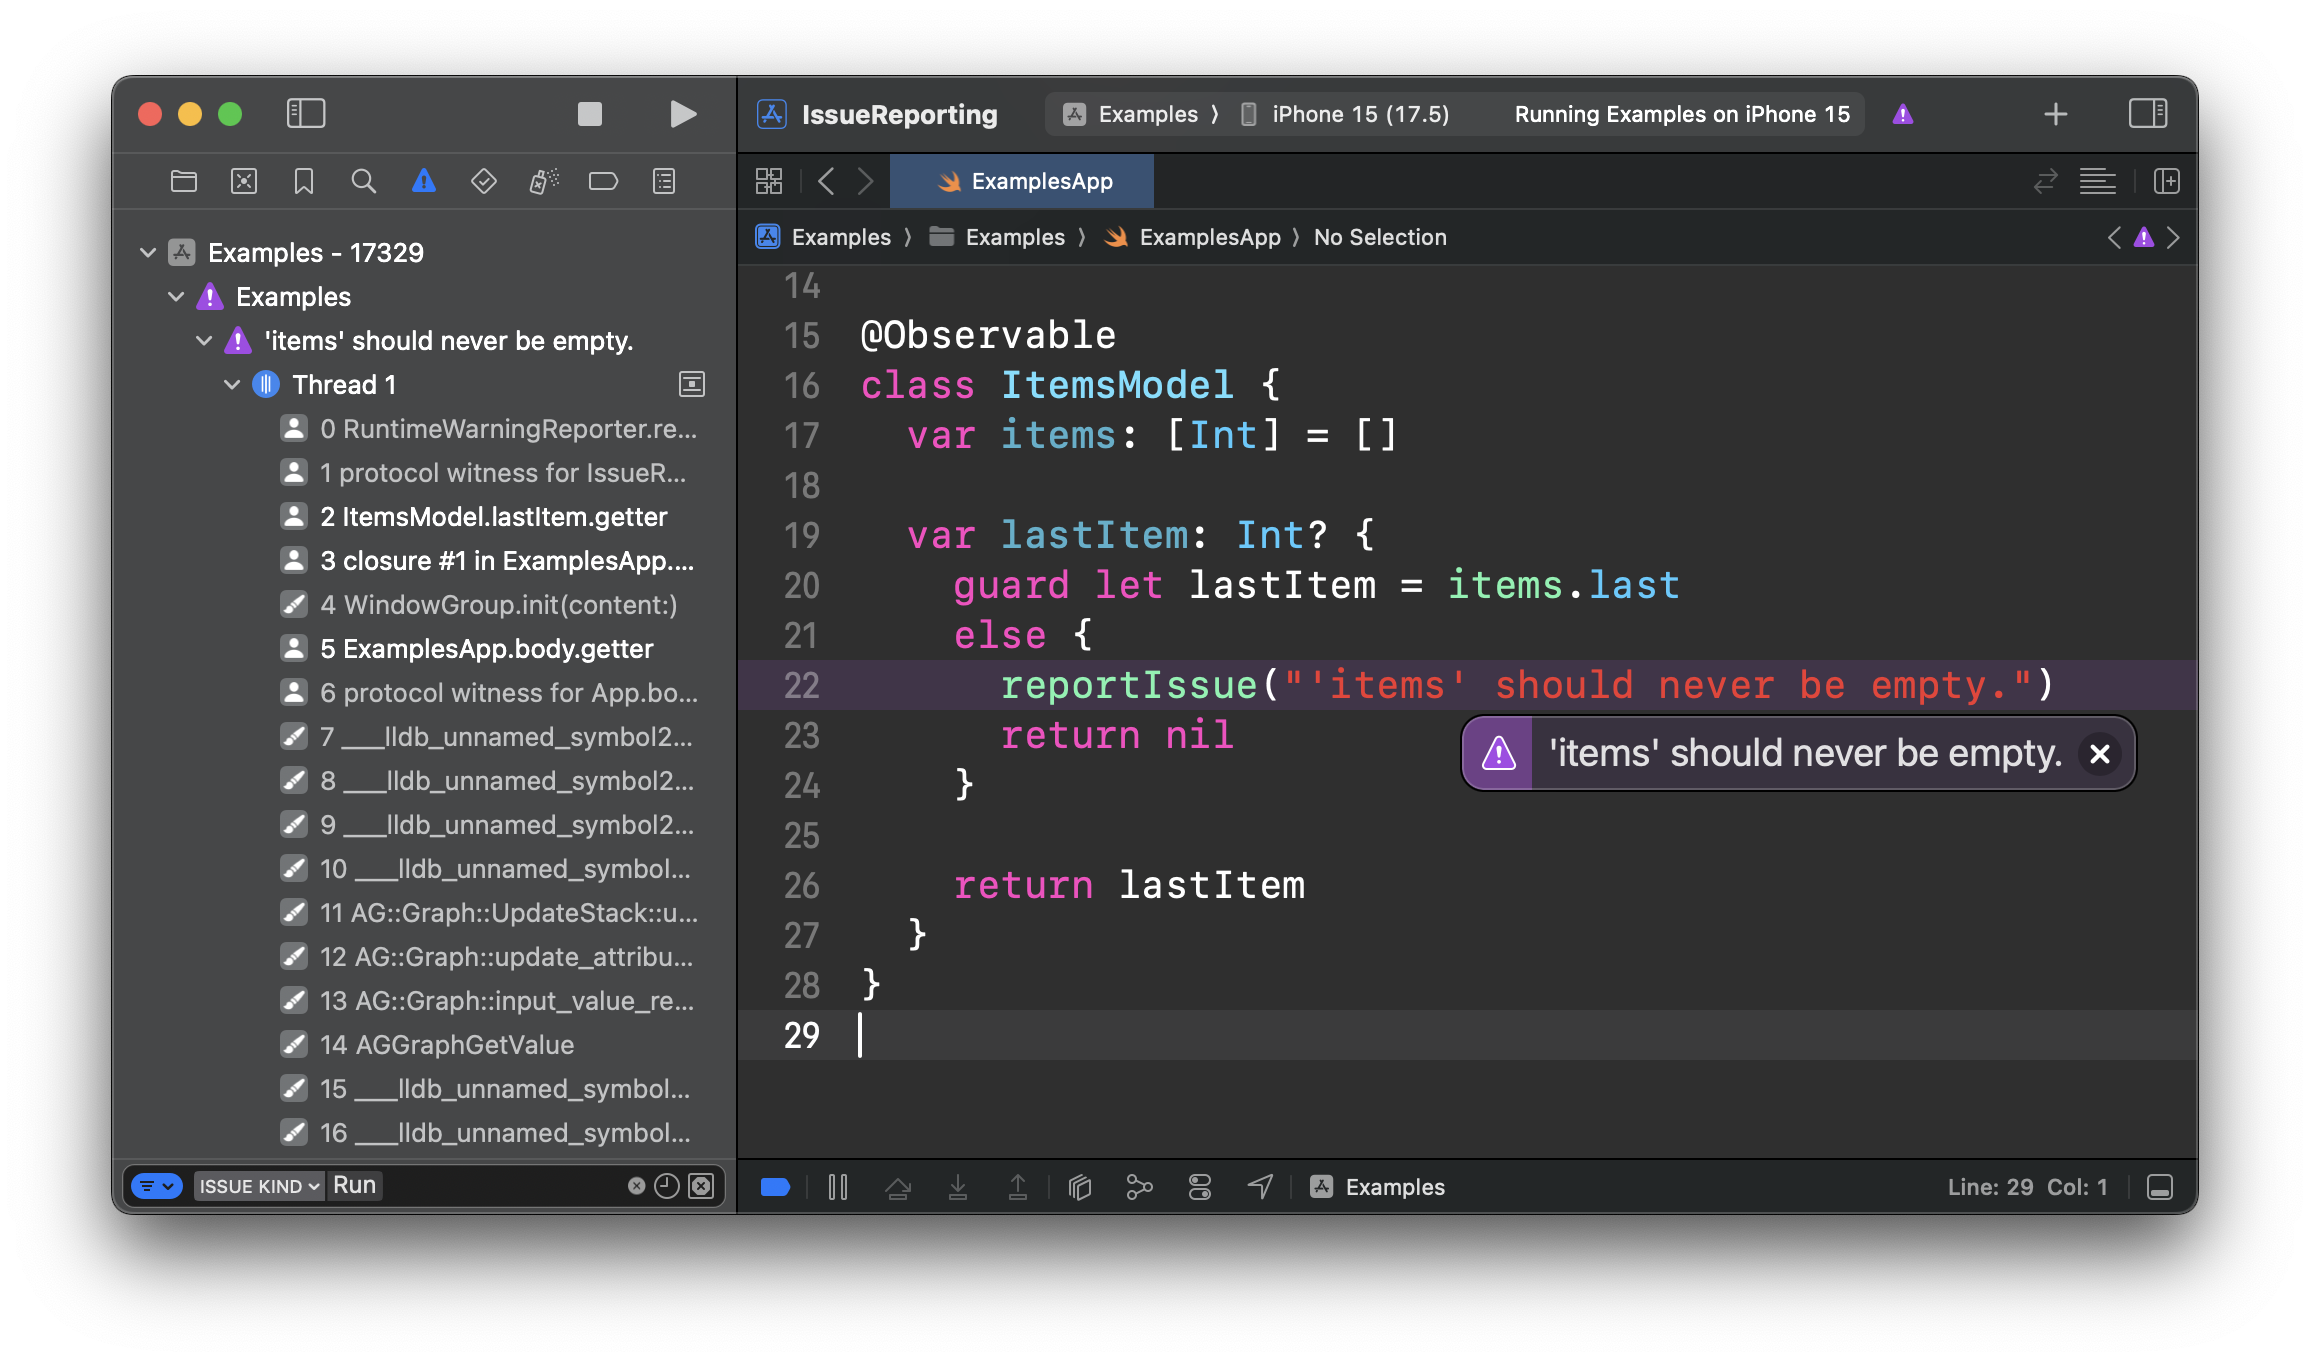 IssueReporting
Examples 〉 iPhone 15 (17.5)
Running Examples on iPhone 15
ExamplesApp
Examples 〉 Examples 〉 ExamplesApp 〉 No Selection
Examples - 17329
Examples
'items' should never be empty.
Thread 1
0 RuntimeWarningReporter.re...
1 protocol witness for IssueR...
2 ItemsModel.lastItem.getter
3 closure #1 in ExamplesApp....
4 WindowGroup.init(content:)
5 ExamplesApp.body.getter
6 protocol witness for App.bo...
7 ___lldb_unnamed_symbol2...
8 ___lldb_unnamed_symbol2...
9 ___lldb_unnamed_symbol2...
10 ___lldb_unnamed_symbol...
11 AG::Graph::UpdateStack::u...
12 AG::Graph::update_attribu...
13 AG::Graph::input_value_re...
14 AGGraphGetValue
15 ___lldb_unnamed_symbol...
16 ___lldb_unnamed_symbol...
ISSUE KIND Run
14
15 @Observable
16 class ItemsModel {
17   var items: [Int] = []
18
19   var lastItem: Int? {
20     guard let lastItem = items.last
21     else {
22       reportIssue("'items' should never be empty.")
23       return nil
'items' should never be empty.
24     }
25
26     return lastItem
27   }
28 }
29
Examples
Line: 29 Col: 1